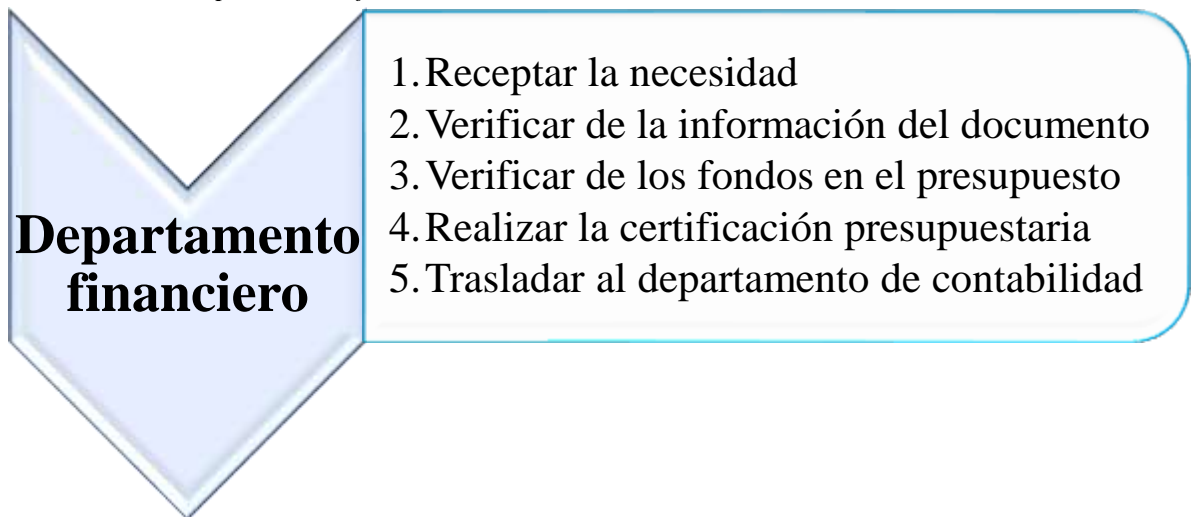 Departamento
financiero
1. Receptar la necesidad
2. Verificar de la información del documento
3. Verificar de los fondos en el presupuesto
4. Realizar la certificación presupuestaria
5. Trasladar al departamento de contabilidad